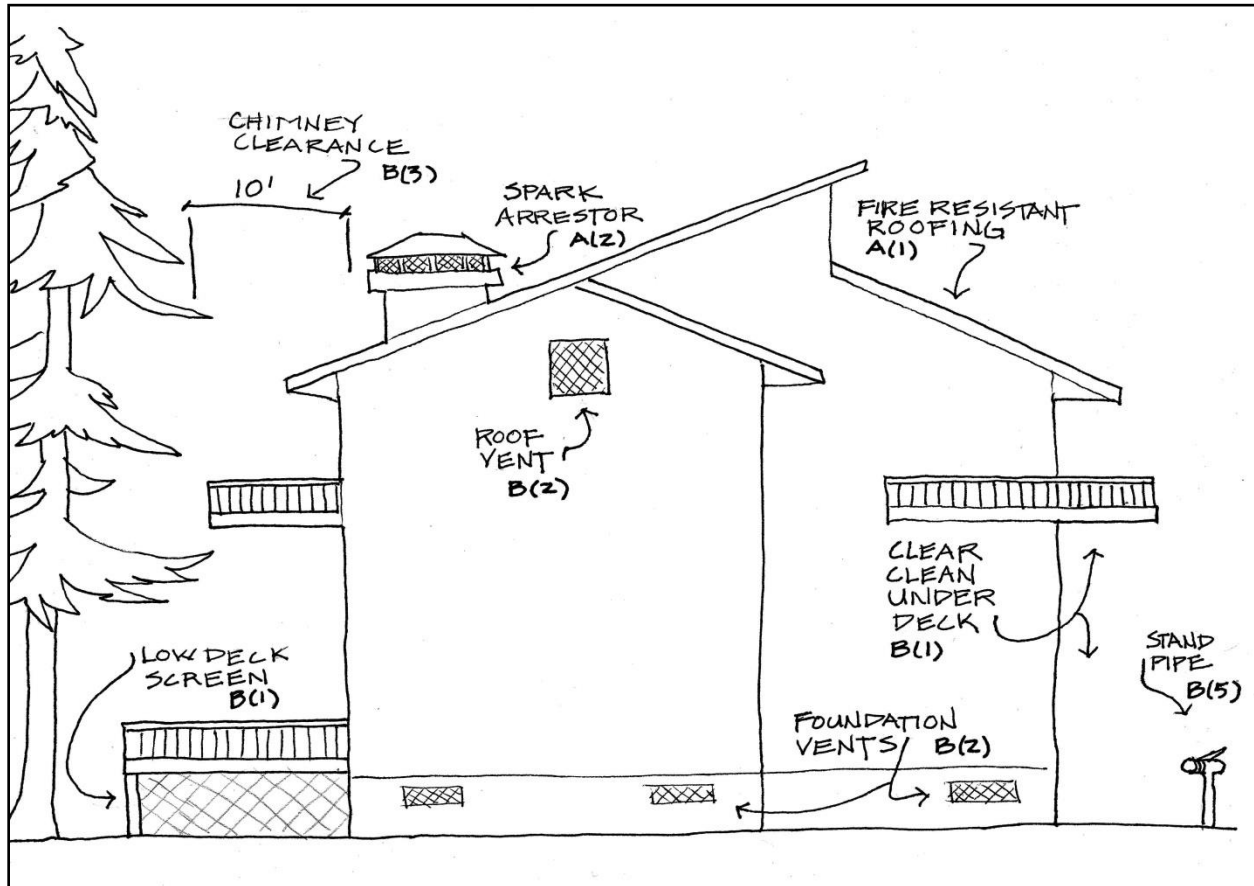 CHIMNEY
CLEARANCE
B(3)
10'
SPARK
ARRESTOR
A(2)
FIRE RESISTANT
ROOFING
A(1)
ROOF
VENT
B(2)
CLEAR
CLEAN
UNDER
DECK
B(1)
STAND
PIPE
B(5)
LOW DECK
SCREEN
B(1)
FOUNDATION
VENTS B(2)